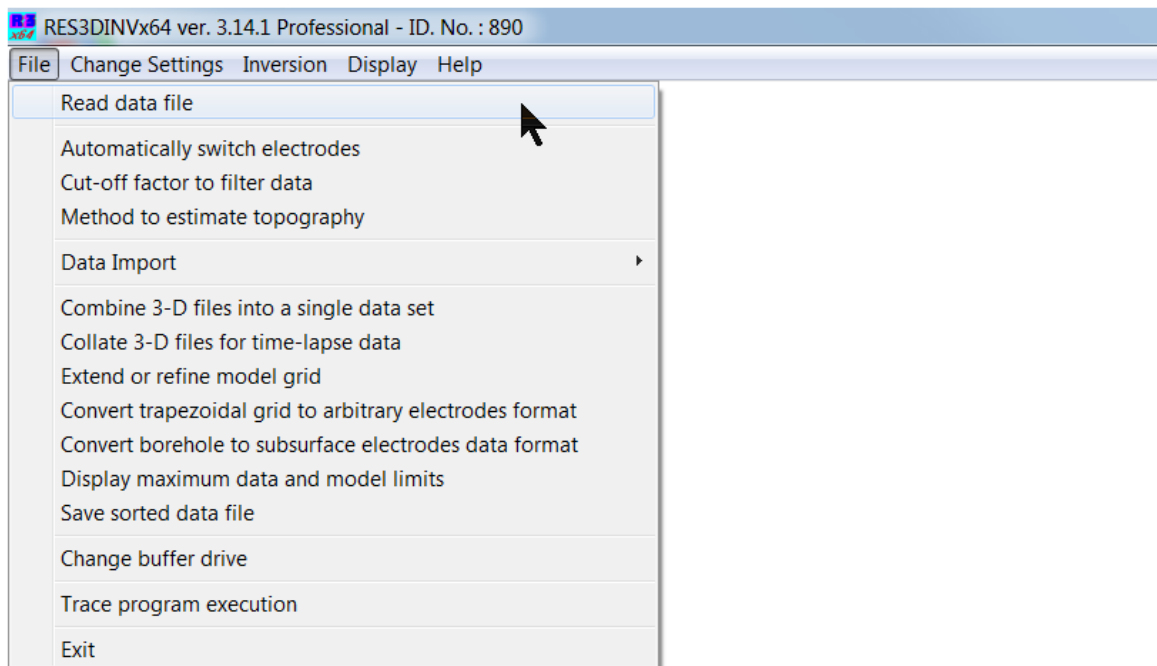 R3
x64
RES3DINVx64 ver. 3.14.1 Professional - ID. No. : 890
File Change Settings Inversion Display Help
Read data file
Automatically switch electrodes
Cut-off factor to filter data
Method to estimate topography
Data Import
Combine 3-D files into a single data set
Collate 3-D files for time-lapse data
Extend or refine model grid
Convert trapezoidal grid to arbitrary electrodes format
Convert borehole to subsurface electrodes data format
Display maximum data and model limits
Save sorted data file
Change buffer drive
Trace program execution
Exit